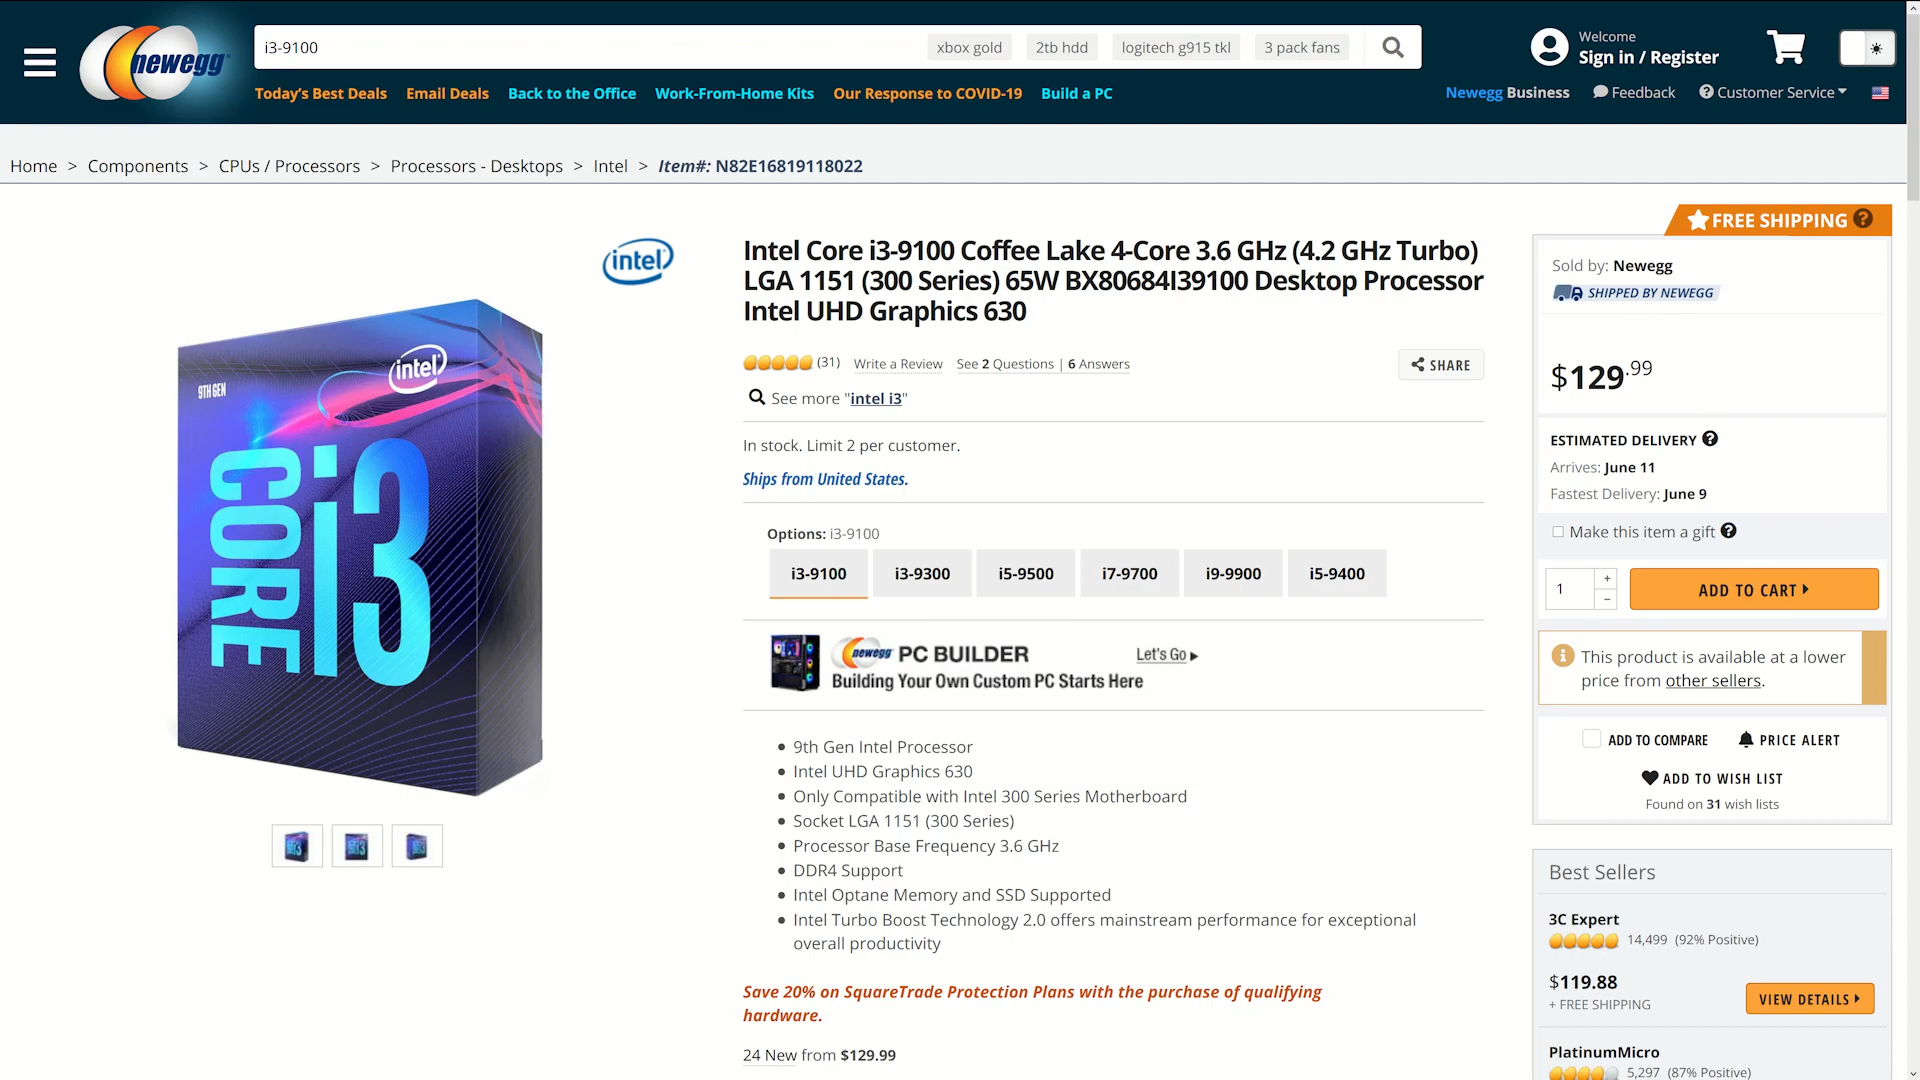 newegg
i3-9100
xbox gold
2tb hdd
logitech g915 tkl
3 pack fans
Welcome
Sign in / Register
Today's Best Deals
Email Deals
Back to the Office
Work-From-Home Kits
Our Response to COVID-19
Build a PC
Newegg Business
Feedback
Customer Service
Home > Components > CPUs / Processors > Processors - Desktops > Intel > Item#: N82E16819118022
intel
9TH GEN
intel
CORE
i3
Intel Core i3-9100 Coffee Lake 4-Core 3.6 GHz (4.2 GHz Turbo)
LGA 1151 (300 Series) 65W BX80684I39100 Desktop Processor
Intel UHD Graphics 630
(31) Write a Review See 2 Questions | 6 Answers
SHARE
See more "intel i3"
In stock. Limit 2 per customer.
Ships from United States.
Options: i3-9100
i3-9100
i3-9300
i5-9500
i7-9700
i9-9900
i5-9400
newegg PC BUILDER
Let's Go
Building Your Own Custom PC Starts Here
9th Gen Intel Processor
Intel UHD Graphics 630
Only Compatible with Intel 300 Series Motherboard
Socket LGA 1151 (300 Series)
Processor Base Frequency 3.6 GHz
DDR4 Support
Intel Optane Memory and SSD Supported
Intel Turbo Boost Technology 2.0 offers mainstream performance for exceptional
overall productivity
Save 20% on SquareTrade Protection Plans with the purchase of qualifying
hardware.
24 New from $129.99
FREE SHIPPING
Sold by: Newegg
SHIPPED BY NEWEGG
$129.99
ESTIMATED DELIVERY
Arrives: June 11
Fastest Delivery: June 9
Make this item a gift
1
+
-
ADD TO CART
This product is available at a lower
price from other sellers.
ADD TO COMPARE
PRICE ALERT
ADD TO WISH LIST
Found on 31 wish lists
Best Sellers
3C Expert
14,499 (92% Positive)
$119.88
+ FREE SHIPPING
VIEW DETAILS
PlatinumMicro
5,297 (87% Positive)